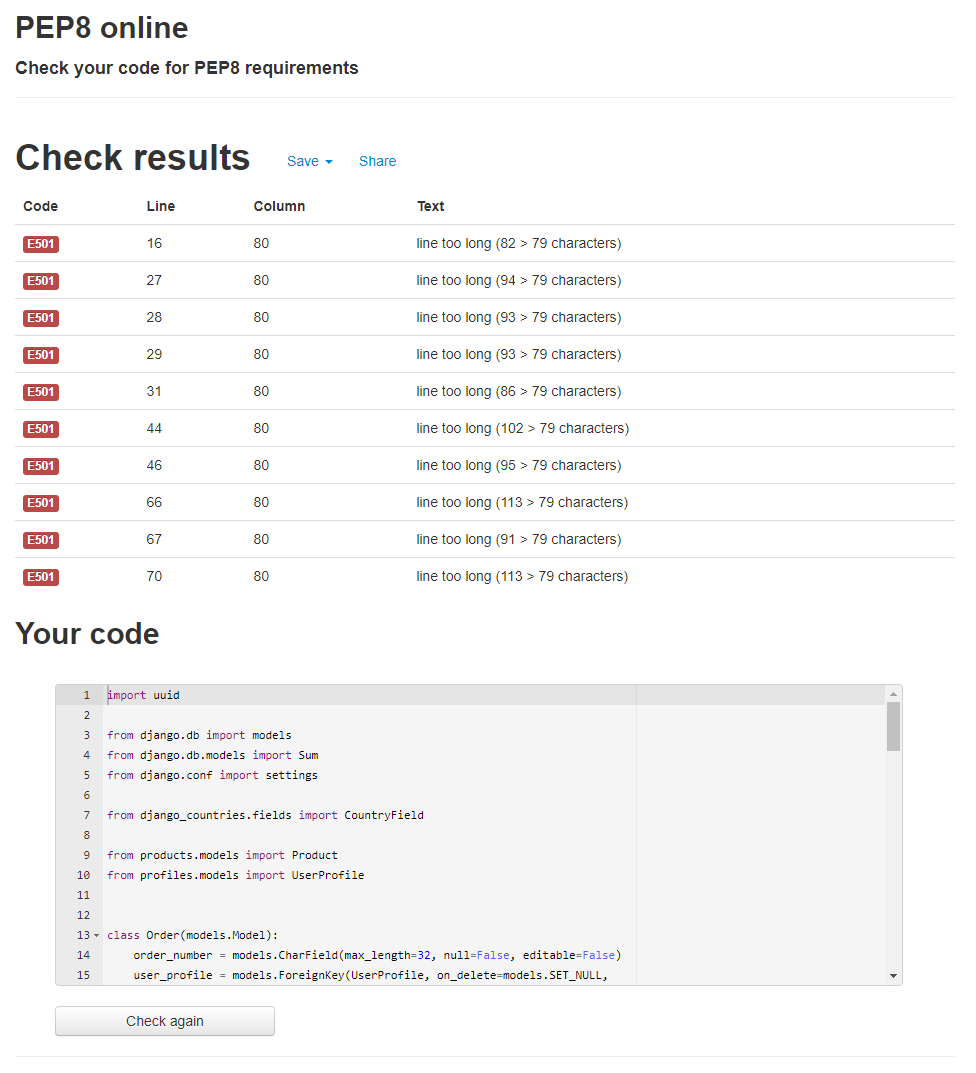 PEP8 online
Check your code for PEP8 requirements
Check results Save Share
Code Line Column Text
E501 16 80 line too long (82 > 79 characters)
E501 27 80 line too long (94 > 79 characters)
E501 28 80 line too long (93 > 79 characters)
E501 29 80 line too long (93 > 79 characters)
E501 31 80 line too long (86 > 79 characters)
E501 44 80 line too long (102 > 79 characters)
E501 46 80 line too long (95 > 79 characters)
E501 66 80 line too long (113 > 79 characters)
E501 67 80 line too long (91 > 79 characters)
E501 70 80 line too long (113 > 79 characters)
Your code
1 import uuid
2
3 from django.db import models
4 from django.db.models import Sum
5 from django.conf import settings
6
7 from django_countries.fields import CountryField
8
9 from products.models import Product
10 from profiles.models import UserProfile
11
12
13 class Order(models.Model):
14     order_number = models.CharField(max_length=32, null=False, editable=False)
15     user_profile = models.ForeignKey(UserProfile, on_delete=models.SET_NULL,
Check again